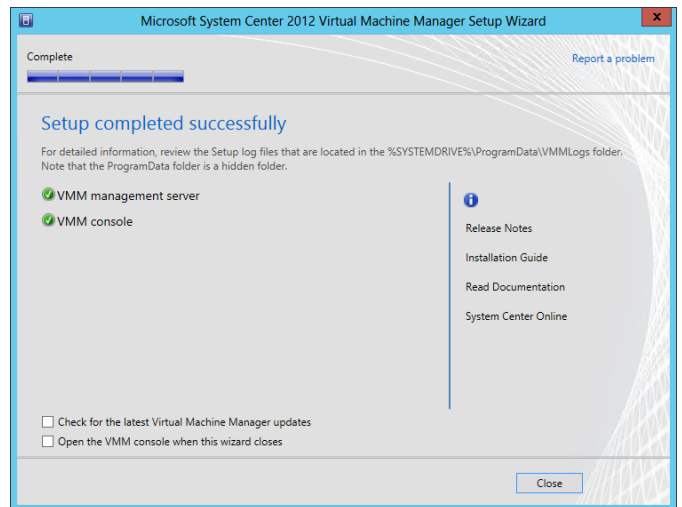 Microsoft System Center 2012 Virtual Machine Manager Setup Wizard
x
Complete
Report a problem
Setup completed successfully
For detailed information, review the Setup log files that are located in the %SYSTEMDRIVE%\ProgramData\VMMLogs folder.
Note that the ProgramData folder is a hidden folder.
VMM management server
VMM console
Release Notes
Installation Guide
Read Documentation
System Center Online
Check for the latest Virtual Machine Manager updates
Open the VMM console when this wizard closes
Close